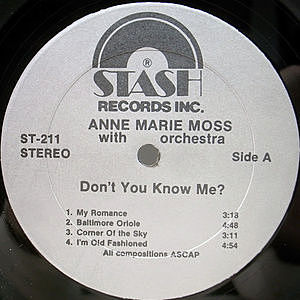 ®
STASH
RECORDS INC.
ANNE MARIE MOSS
ST-211 with orchestra
STEREO Side A
Don't You Know Me?
1. My Romance 3:13
2. Baltimore Oriole 4:48
3. Corner Of the Sky 3:11
4. I'm Old Fashioned 4:54
All compositions ASCAP